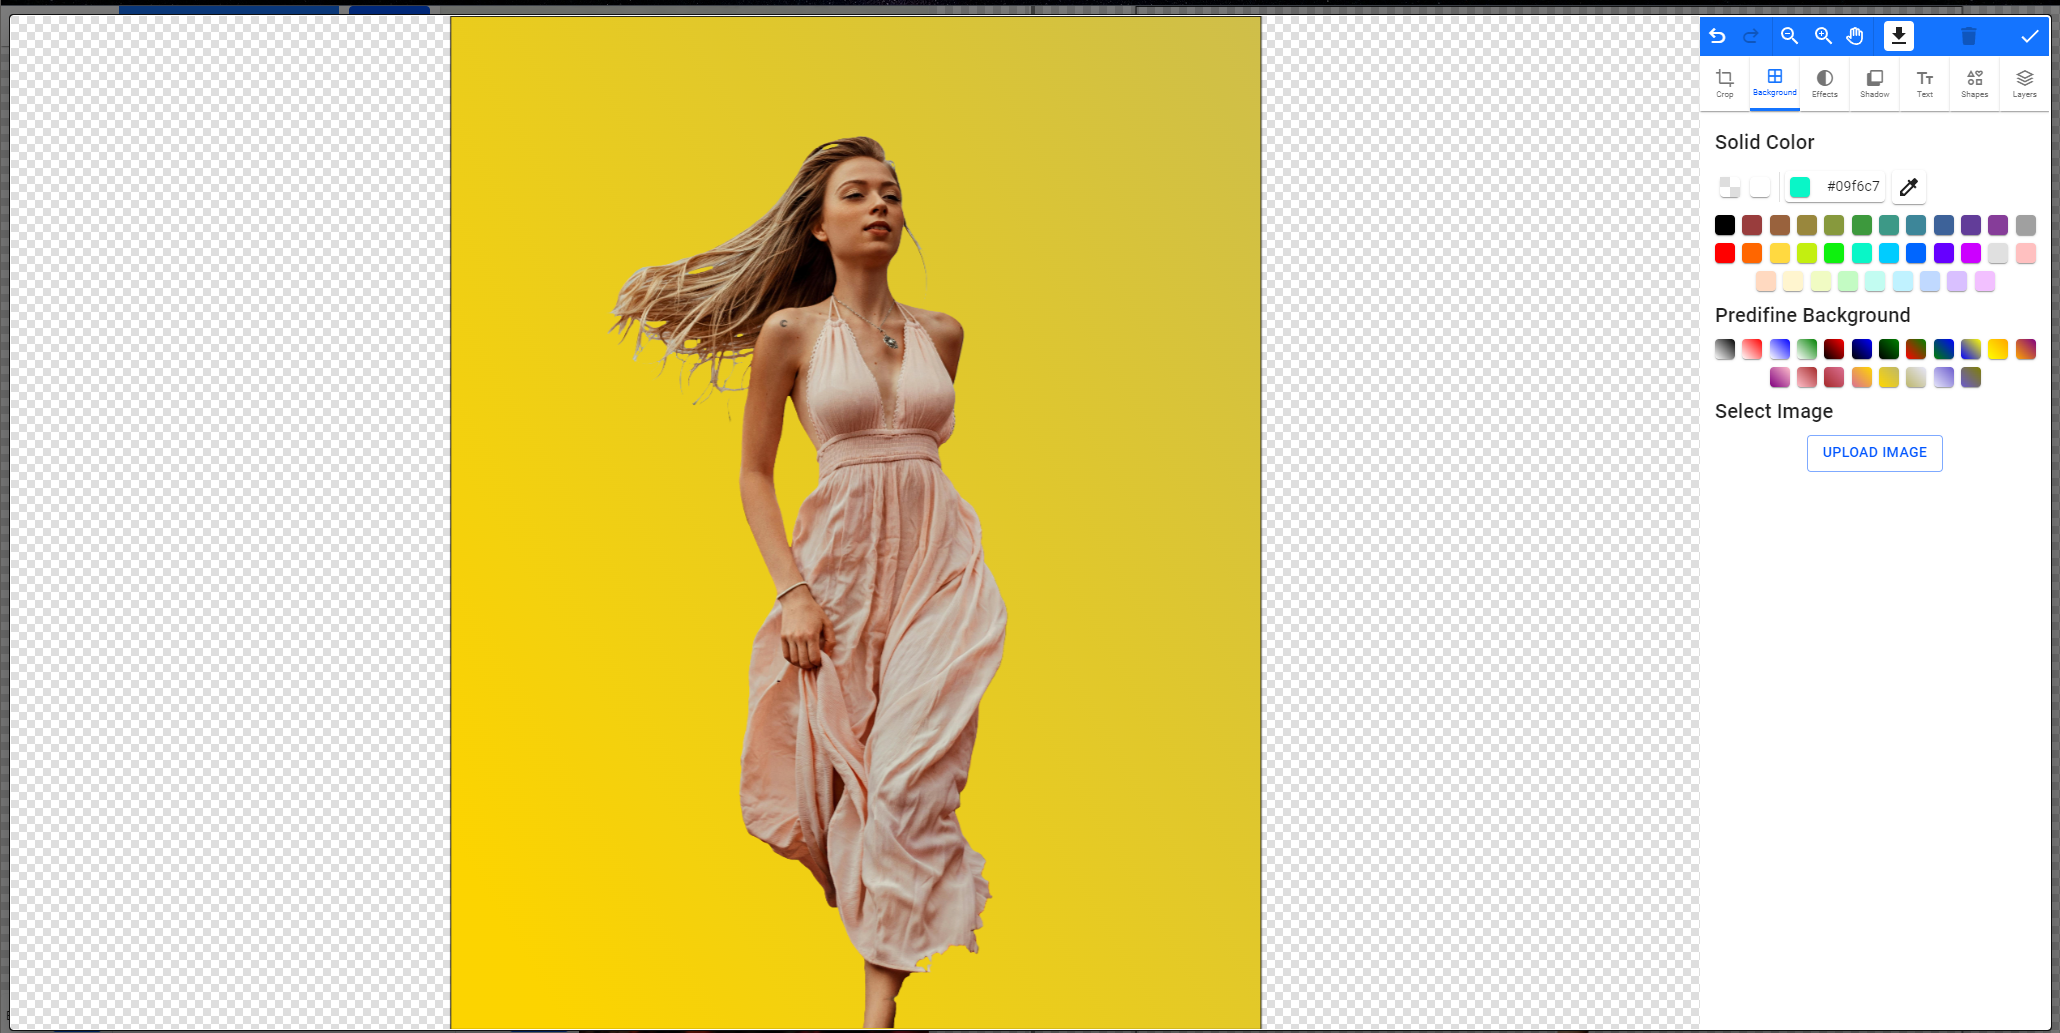 Crop Background Effects Shadow Text Shapes Layers
Solid Color
#09f6c7
Predifine Background
Select Image
UPLOAD IMAGE